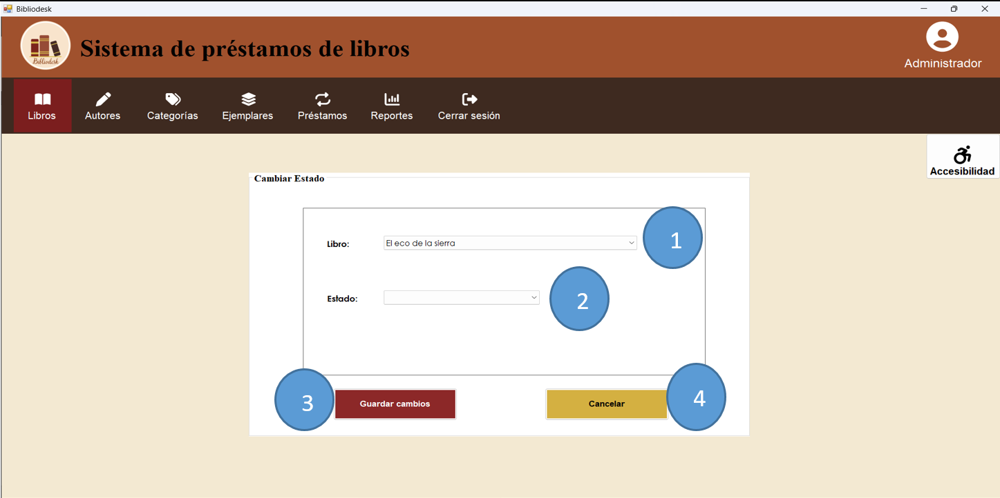 Bibliodesk
Bibliodesk
Sistema de préstamos de libros
Administrador
Libros
Autores
Categorías
Ejemplares
Préstamos
Reportes
Cerrar sesión
Accesibilidad
Cambiar Estado
Libro:
El eco de la sierra
1
Estado:
2
3
Guardar cambios
Cancelar
4